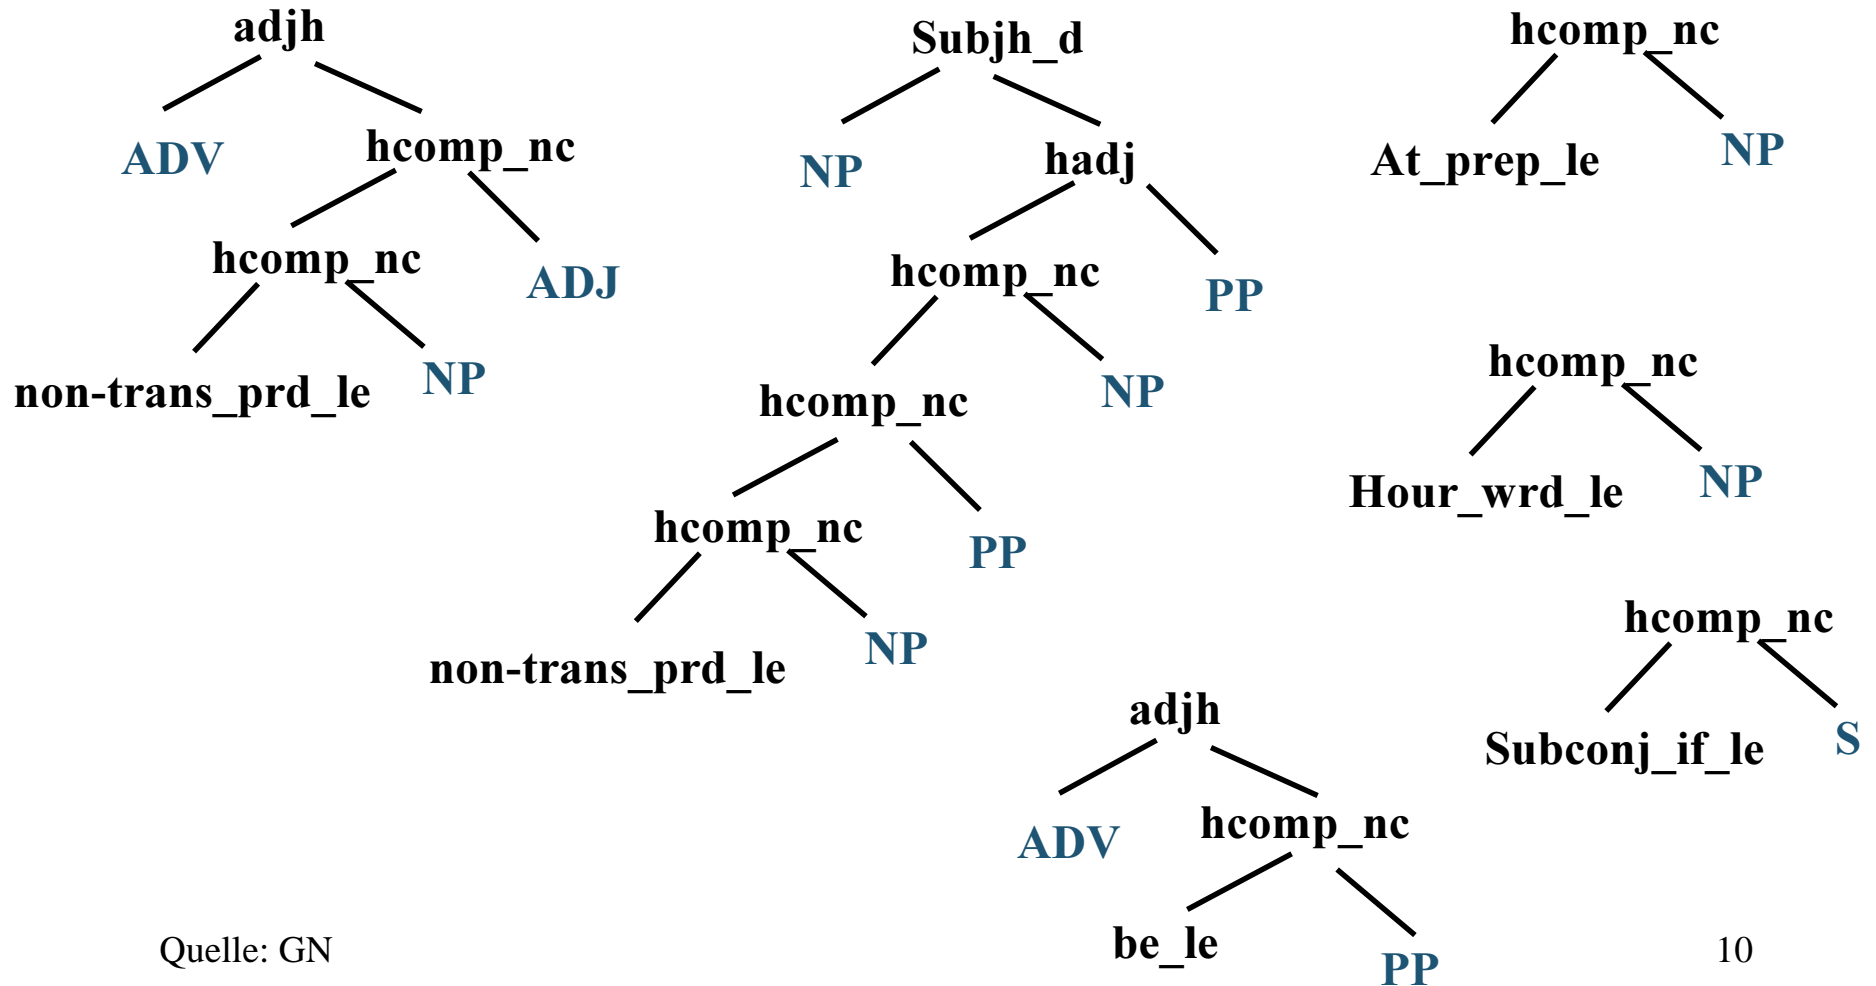 adjh
ADV
hcomp_nc
hcomp_nc
ADJ
non-trans_prd_le
NP
Subjh_d
NP
hadj
hcomp_nc
PP
hcomp_nc
NP
hcomp_nc
PP
non-trans_prd_le
NP
hcomp_nc
At_prep_le
NP
hcomp_nc
Hour_wrd_le
NP
hcomp_nc
Subconj_if_le
S
adjh
ADV
hcomp_nc
be_le
PP
Quelle: GN
10